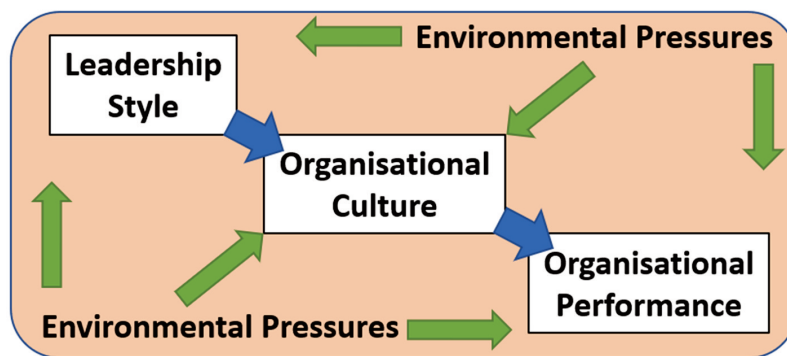 Environmental Pressures
Leadership
Style
Organisational
Culture
Organisational
Performance
Environmental Pressures